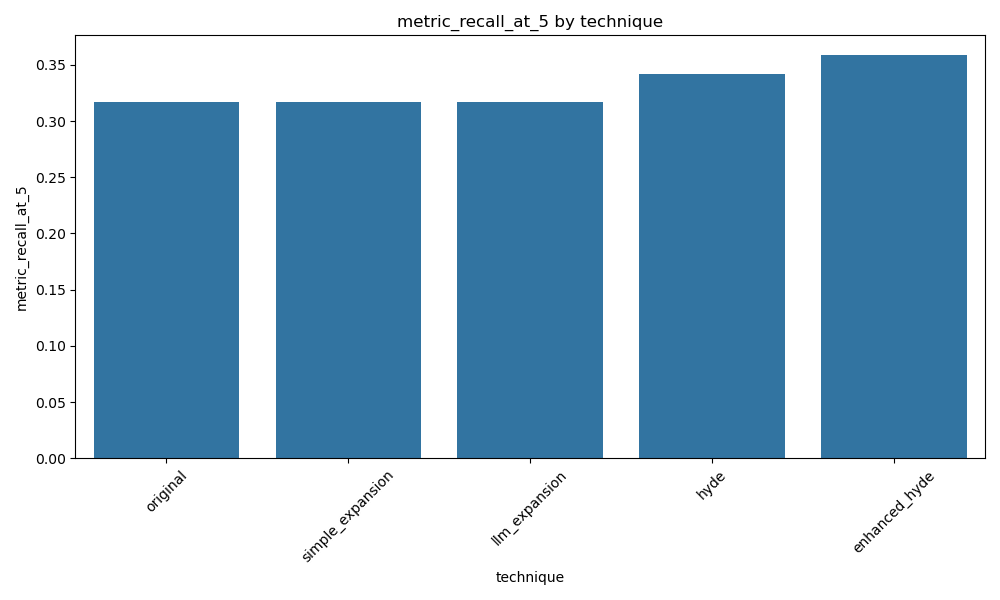 metric_recall_at_5 by technique
metric_recall_at_5
0.35
0.30
0.25
0.20
0.15
0.10
0.05
0.00
original
simple_expansion
llm_expansion
hyde
enhanced_hyde
technique